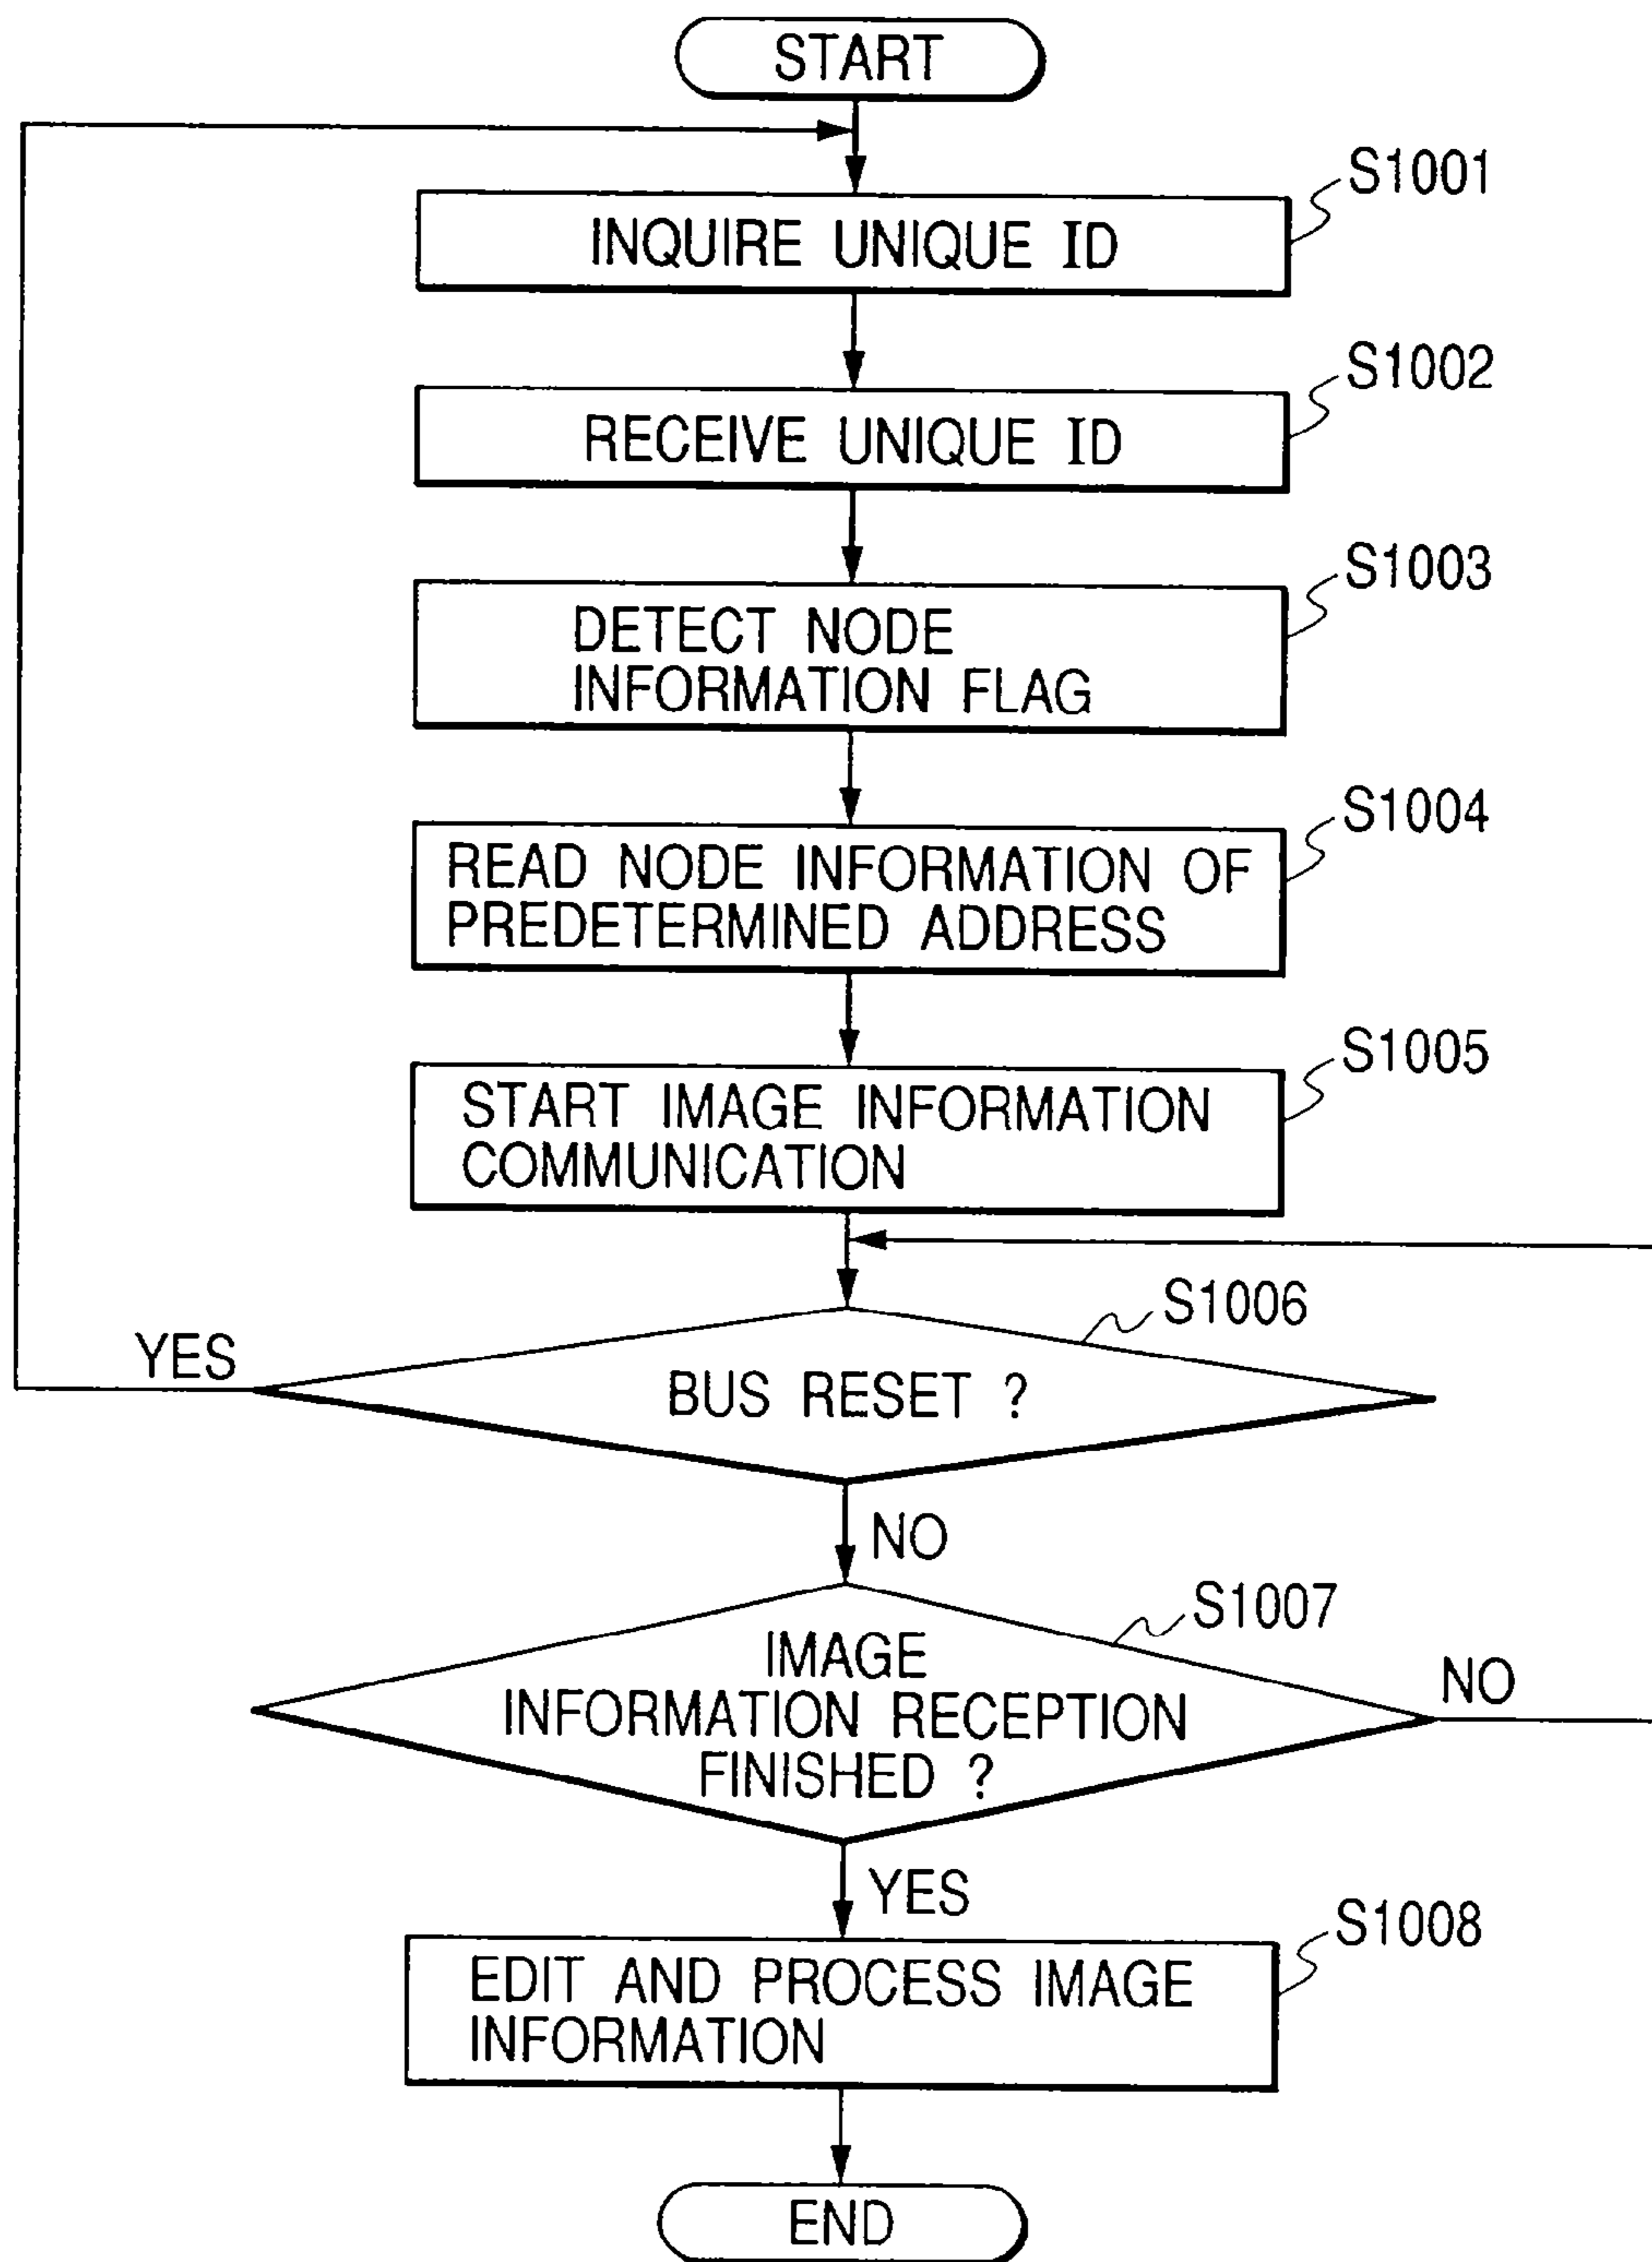 START
S1001
INQUIRE UNIQUE ID
S1002
RECEIVE UNIQUE ID
S1003
DETECT NODE
INFORMATION FLAG
S1004
READ NODE INFORMATION OF
PREDETERMINED ADDRESS
S1005
START IMAGE INFORMATION
COMMUNICATION
S1006
YES
BUS RESET ?
NO
S1007
IMAGE
INFORMATION RECEPTION
FINISHED ?
NO
YES
S1008
EDIT AND PROCESS IMAGE
INFORMATION
END